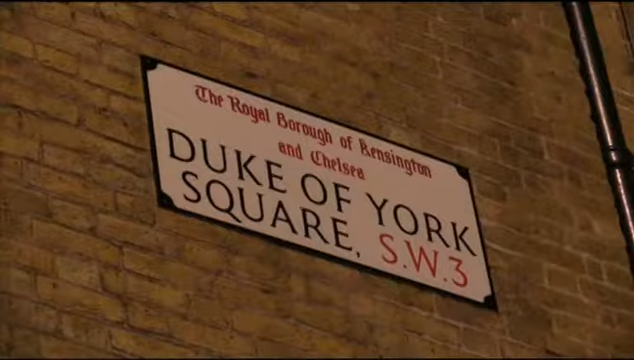 The Royal Borough of Kensington
and Chelsea
DUKE OF YORK
SQUARE, S.W.3